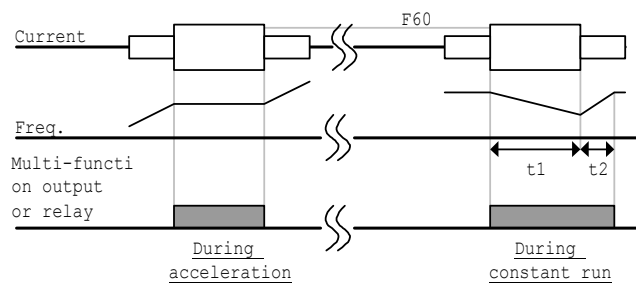 F60
Current
Freq.
t1
t2
Multi-functi
on output
or relay
During
acceleration
During
constant run